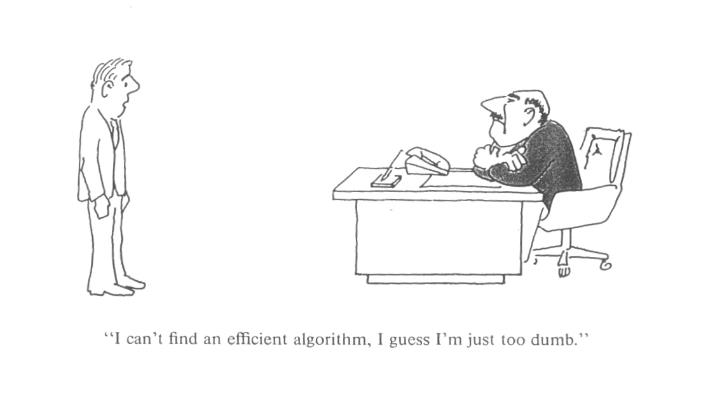 “I can't find an efficient algorithm, I guess I'm just too dumb.”